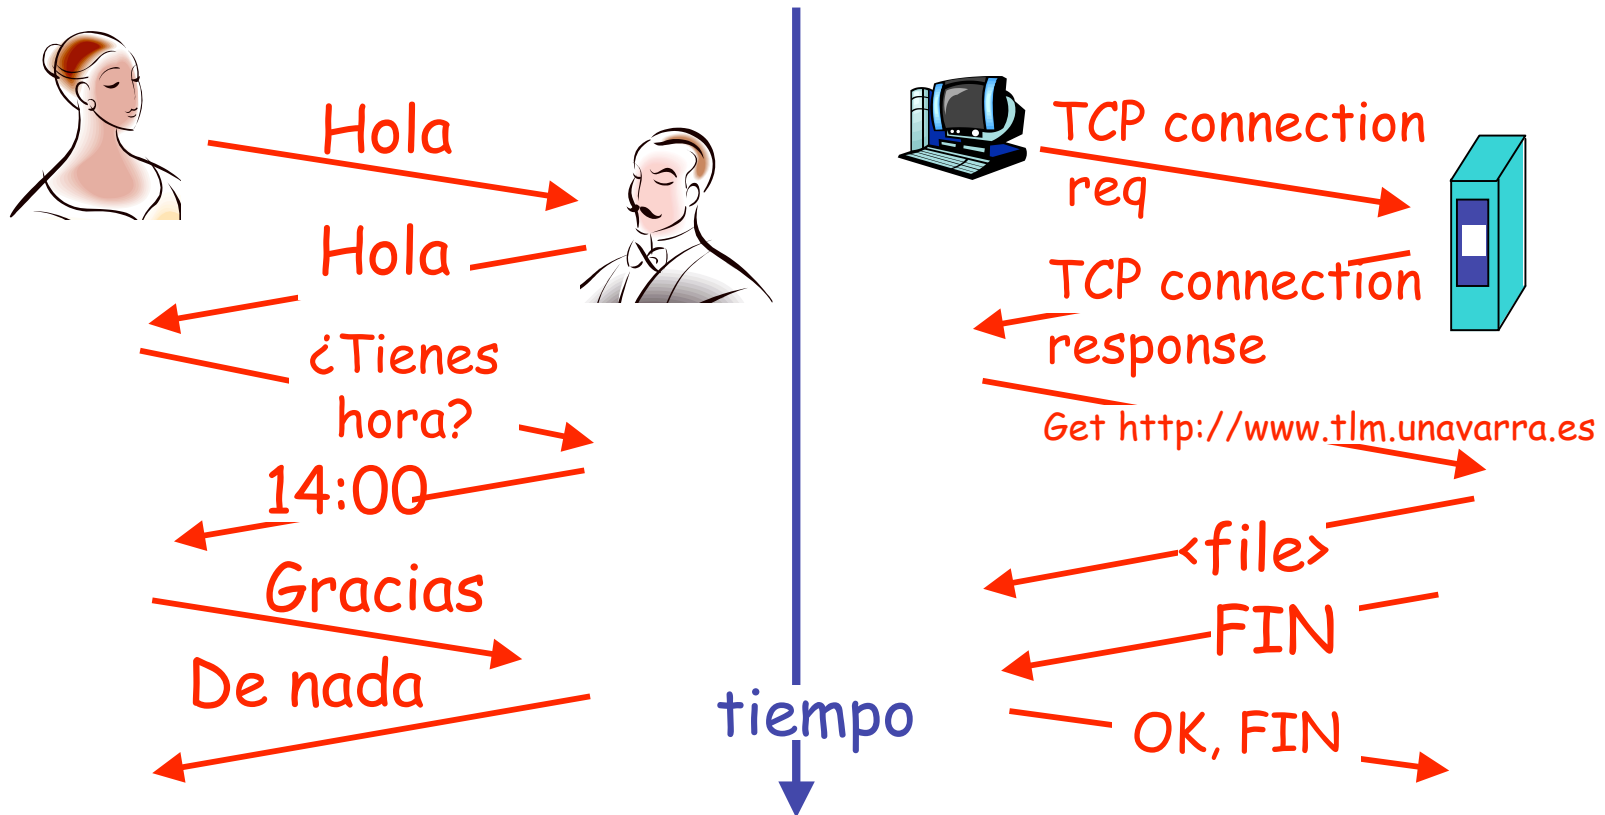 Hola
Hola
¿Tienes
hora?
14:00
Gracias
De nada
tiempo
TCP connection
req
TCP connection
response
Get http://www.tlm.unavarra.es
<file>
FIN
OK, FIN